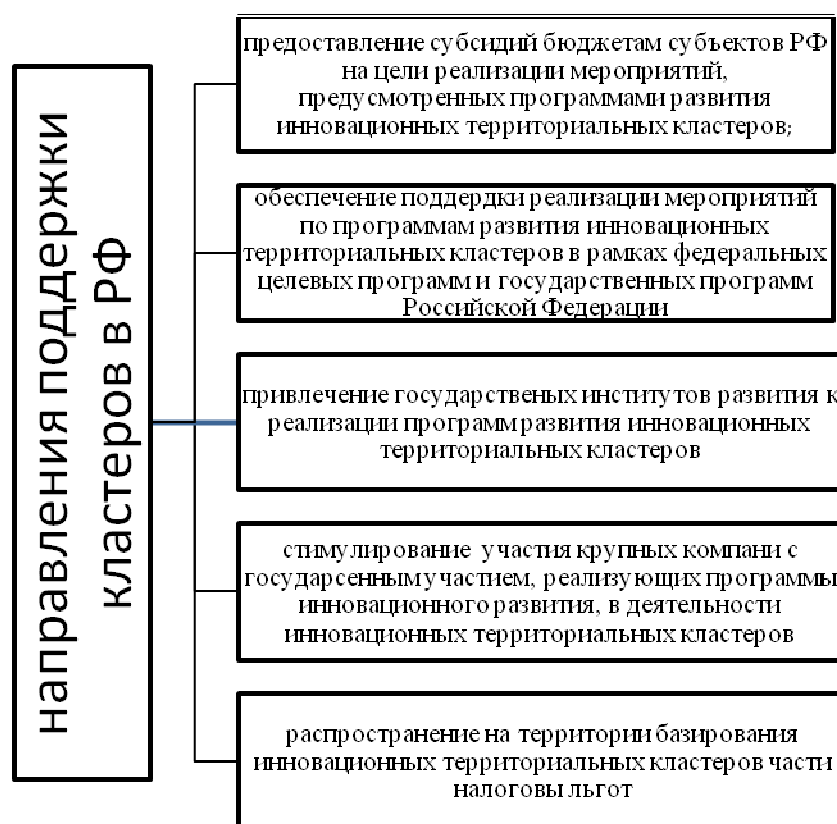 направления поддержки
кластеров в РФ
предоставление субсидий бюджетам субъектов РФ
на цели реализации мероприятий,
предусмотренных программами развития
инновационных территориальных кластеров;
обеспечение поддердки реализации мероприятий
по программам развития инновационных
территориальных кластеров в рамках федеральных
целевых программ и государственных программ
Российской Федерации
привлечение государственых институтов развития к
реализации программ развития инновационных
территориальных кластеров
стимулирование участия крупных компани с
государсенным участием, реализующих программы
инновационного развития, в деятельности
инновационных территориальных кластеров
распространение на территории базирования
инновационных территориальных кластеров части
налоговы льгот